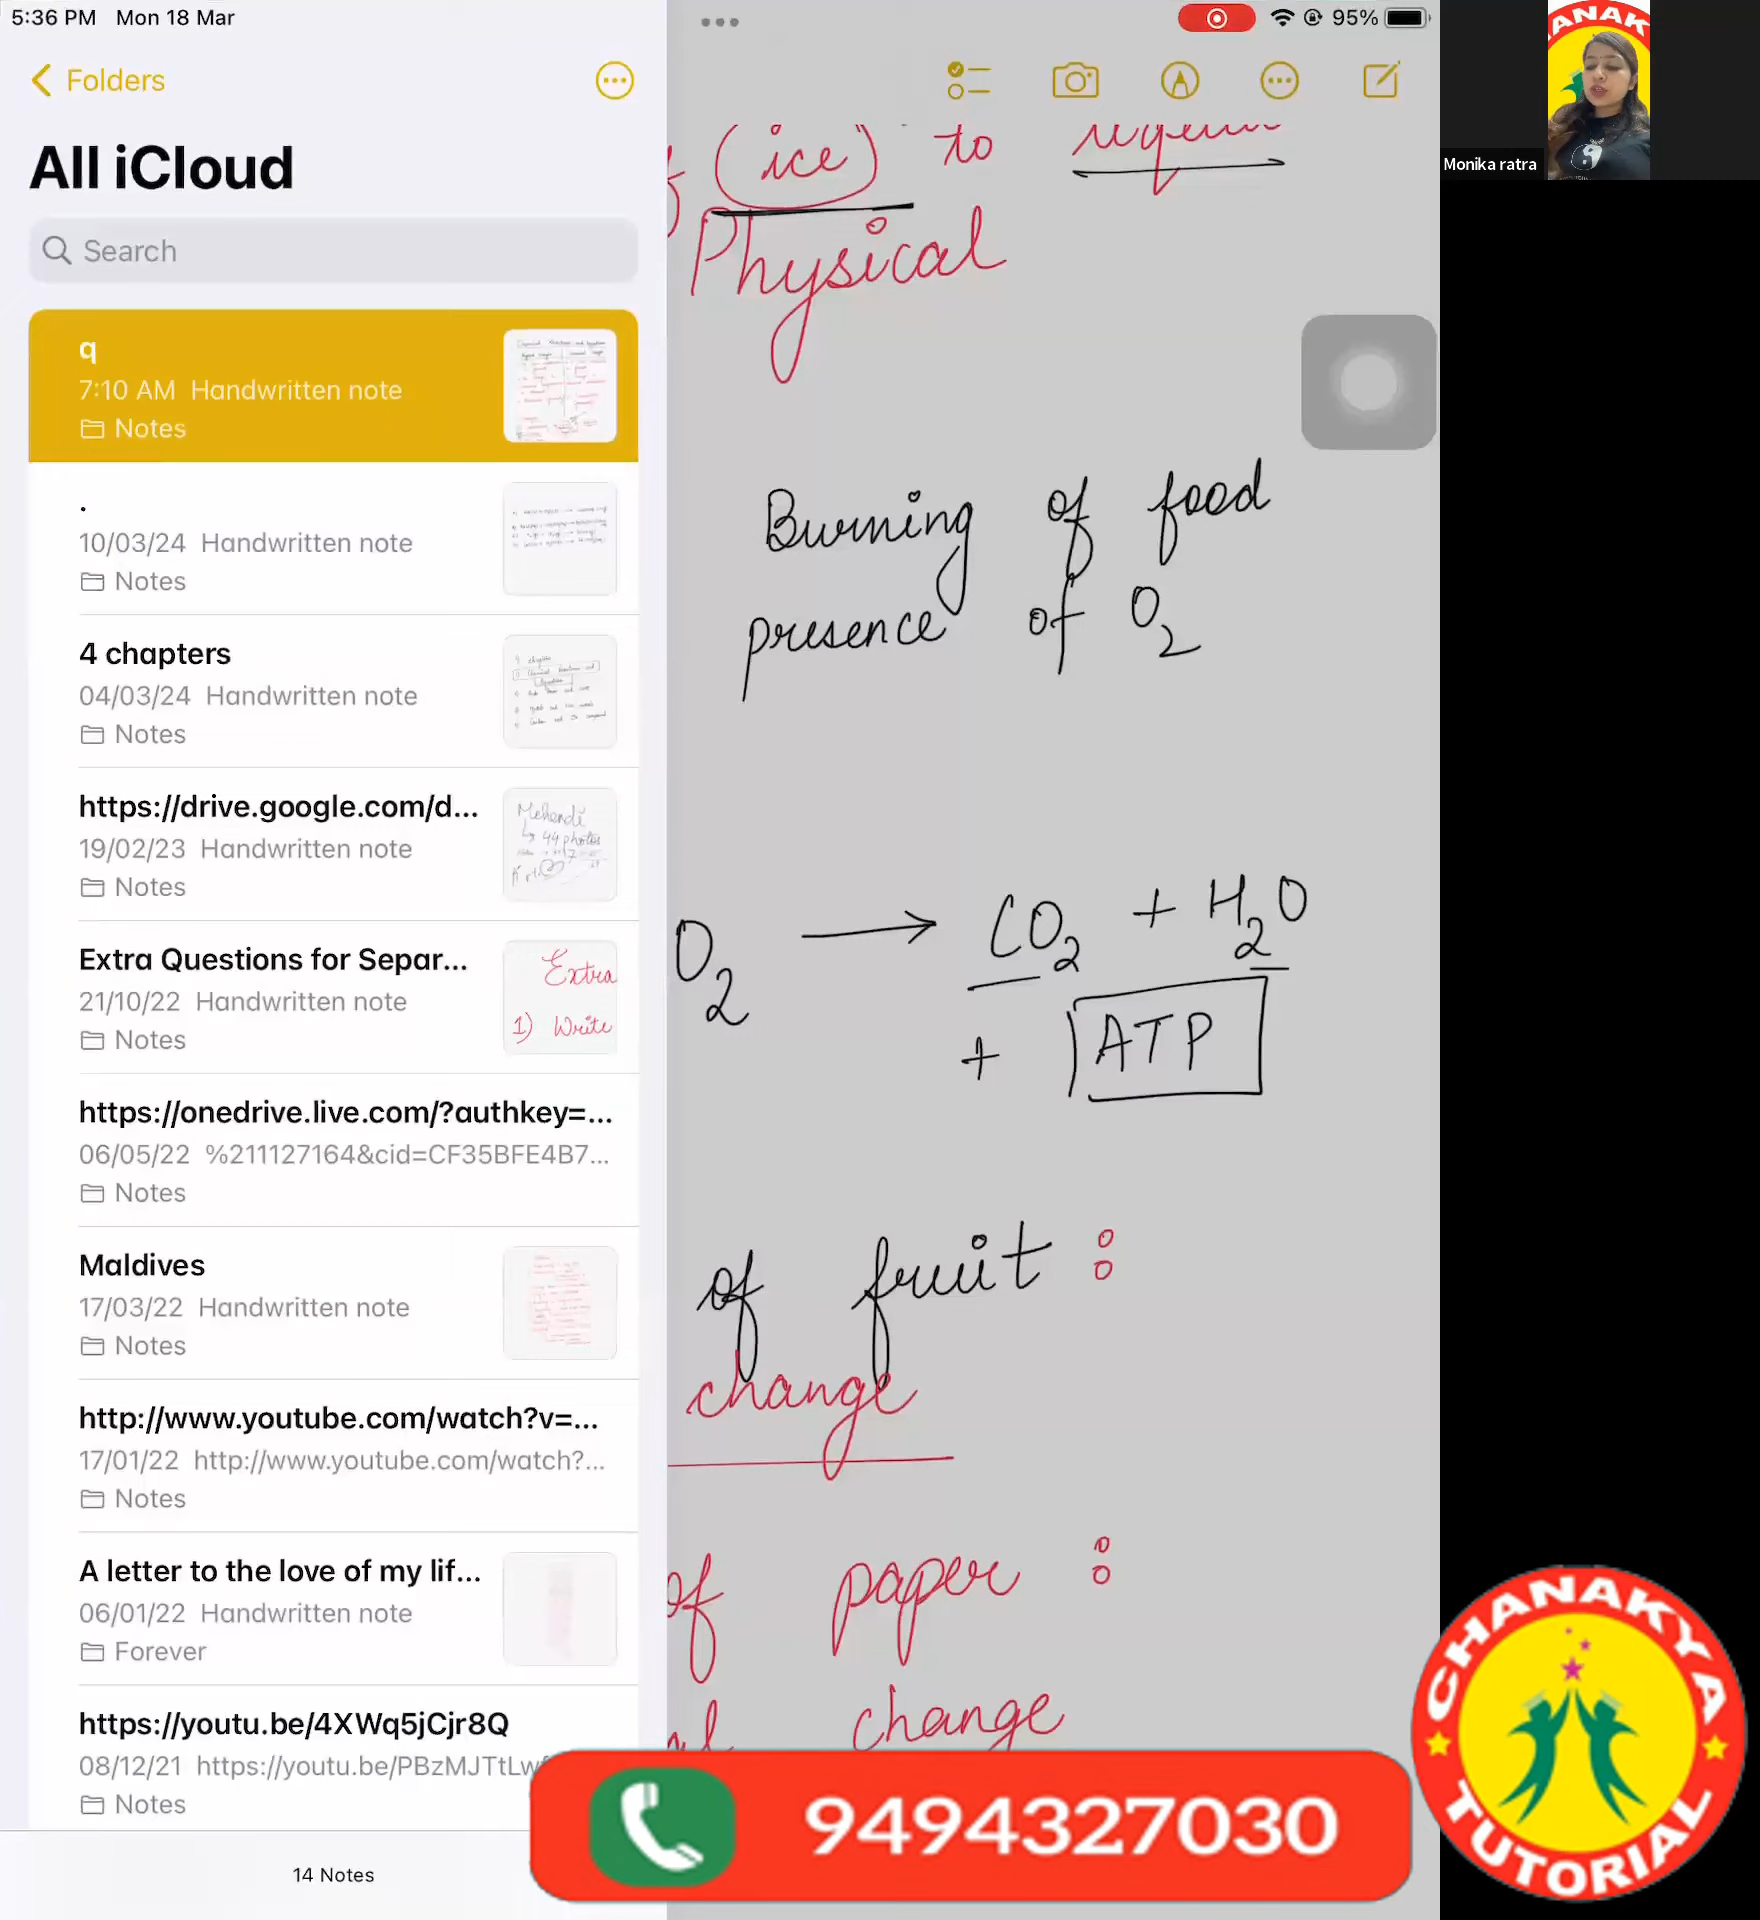 5:36 PM Mon 18 Mar
95%
Folders
All iCloud
Search
q
7:10 AM Handwritten note
Notes
.
10/03/24 Handwritten note
Notes
4 chapters
04/03/24 Handwritten note
Notes
https://drive.google.com/d...
19/02/23 Handwritten note
Notes
Mehendi
44 photos
Extra Questions for Separ...
21/10/22 Handwritten note
Notes
Extra
1) Write
https://onedrive.live.com/?authkey=...
06/05/22 %211127164&cid=CF35BFE4B7...
Notes
Maldives
17/03/22 Handwritten note
Notes
http://www.youtube.com/watch?v=...
17/01/22 http://www.youtube.com/watch?...
Notes
A letter to the love of my lif...
06/01/22 Handwritten note
Forever
https://youtu.be/4XWq5jCjr8Q
08/12/21 https://youtu.be/PBzMJTtLw
Notes
14 Notes
(ice) to
Physical
Burning of food
presence of O2
O2 → CO2 + H2O
+ ATP
of fruit :
change
of paper :
change
9494327030
ANAK
Monika ratra
CHANAKYA
TUTORIAL